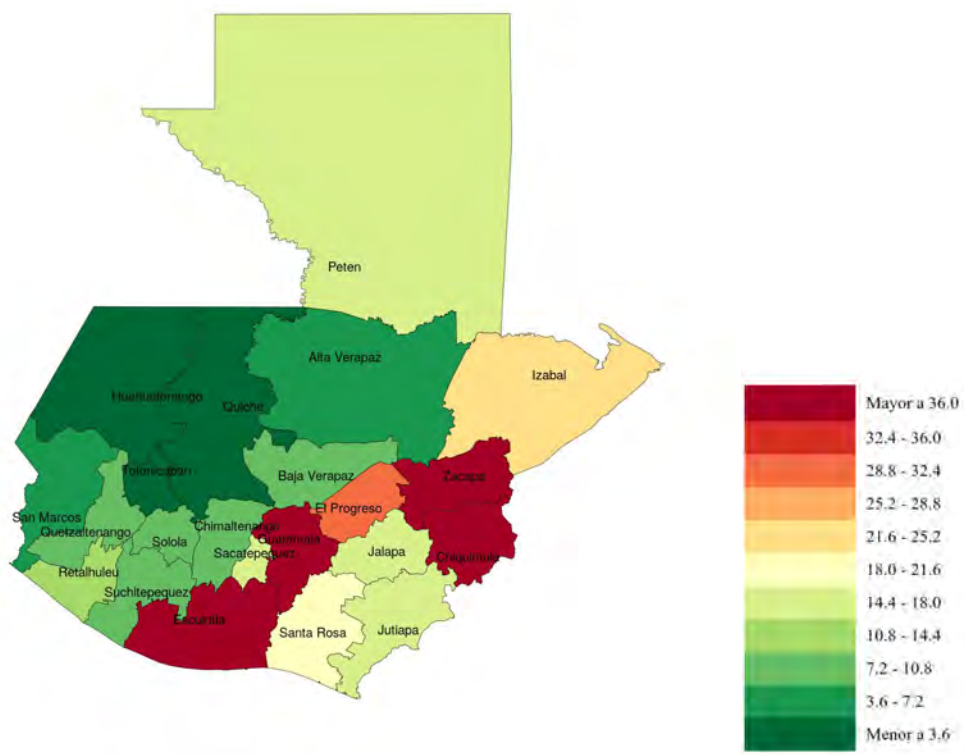 Peten
Alta Verapaz
Izabal
Huehuetenango
Quiche
Totonicapan
Baja Verapaz
Zacapa
El Progreso
San Marcos
Quetzaltenango
Chimaltenango
Guatemala
Solola
Sacatepequez
Jalapa
Chiquimula
Retalhuleu
Suchitepequez
Escuintla
Santa Rosa
Jutiapa
Mayor a 36.0
32.4 - 36.0
28.8 - 32.4
25.2 - 28.8
21.6 - 25.2
18.0 - 21.6
14.4 - 18.0
10.8 - 14.4
7.2 - 10.8
3.6 - 7.2
Menor a 3.6